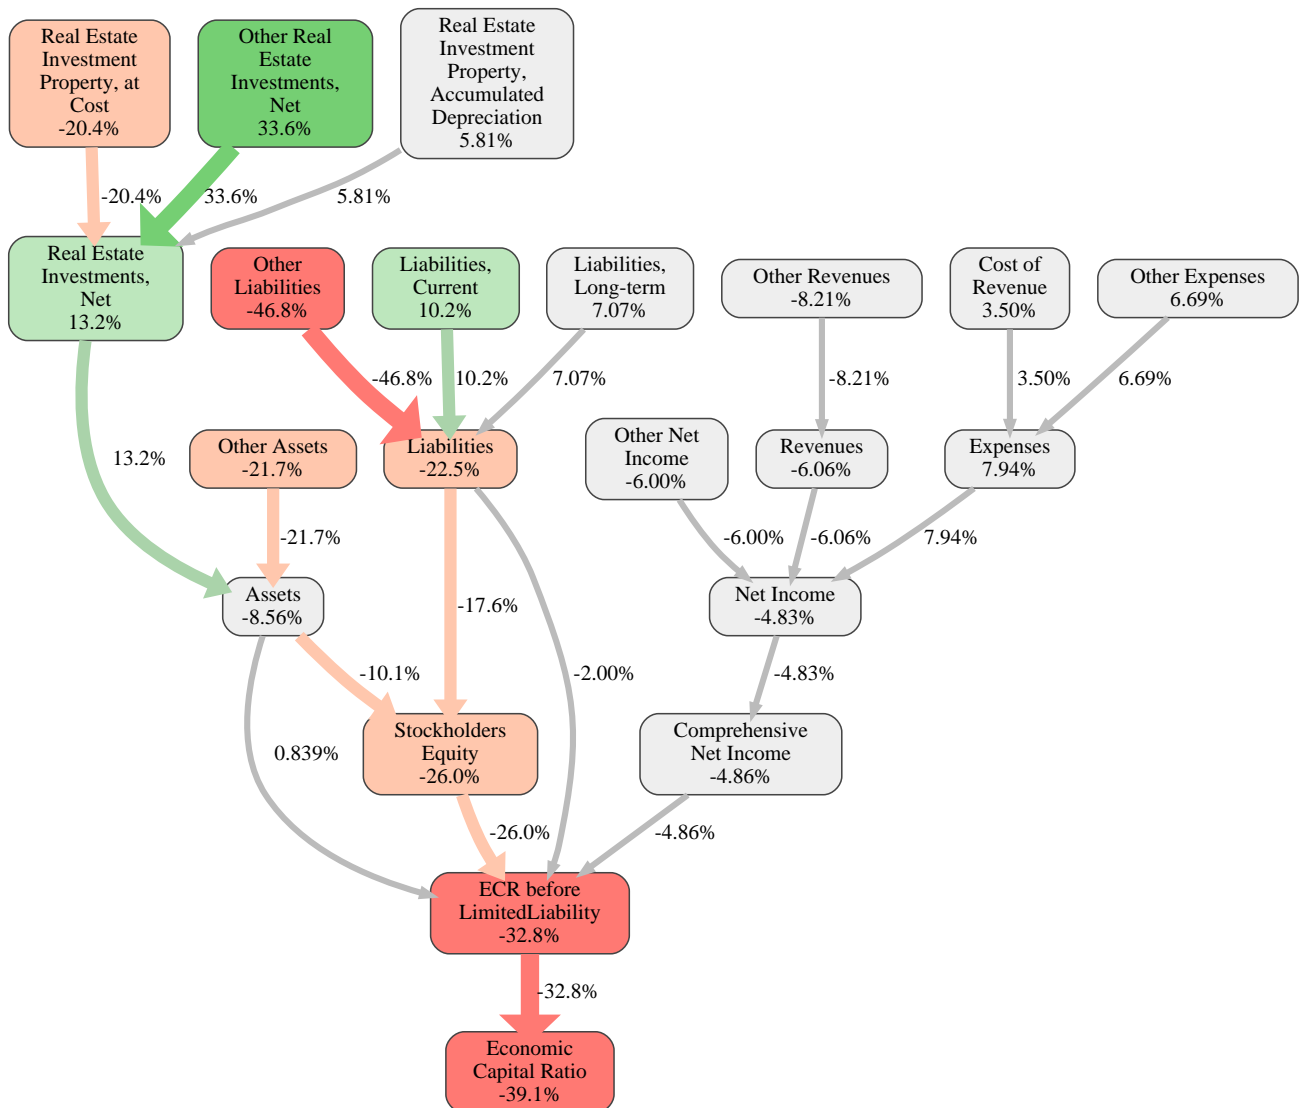 Real Estate
Investment
Property, at
Cost
-20.4%
Other Real
Estate
Investments,
Net
33.6%
Real Estate
Investment
Property,
Accumulated
Depreciation
5.81%
-20.4%
33.6%
5.81%
Real Estate
Investments,
Net
13.2%
Other
Liabilities
-46.8%
Liabilities,
Current
10.2%
Liabilities,
Long-term
7.07%
Other Revenues
-8.21%
Cost of
Revenue
3.50%
Other Expenses
6.69%
-46.8%
10.2%
7.07%
-8.21%
3.50%
6.69%
13.2%
Other Assets
-21.7%
Liabilities
-22.5%
Other Net
Income
-6.00%
Revenues
-6.06%
Expenses
7.94%
-21.7%
-17.6%
-6.00%
-6.06%
7.94%
Assets
-8.56%
Net Income
-4.83%
-10.1%
-2.00%
-4.83%
0.839%
Stockholders
Equity
-26.0%
Comprehensive
Net Income
-4.86%
-26.0%
-4.86%
ECR before
LimitedLiability
-32.8%
-32.8%
Economic
Capital Ratio
-39.1%